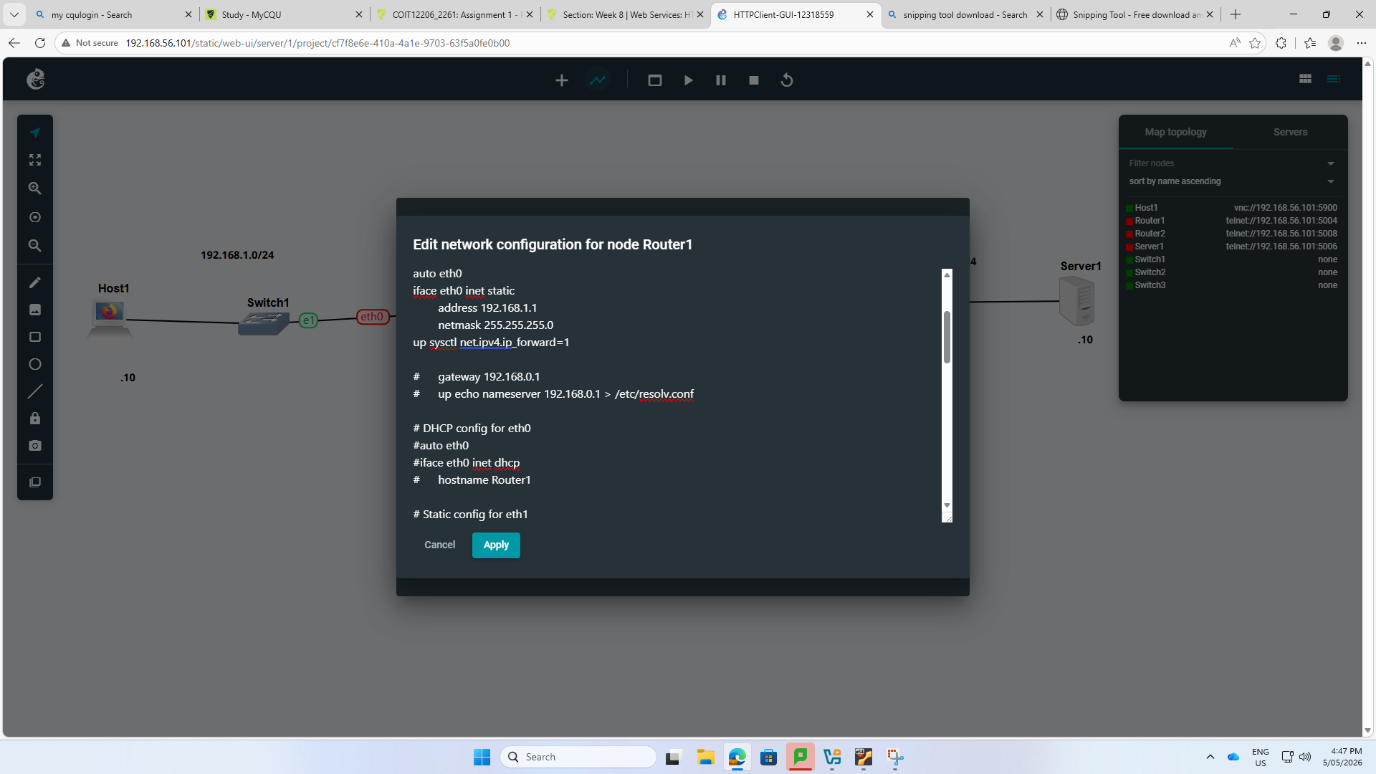 my cqulogin - Search
Study - MyCQU
COIT12206_2261: Assignment 1 -
Section: Week 8 | Web Services: HT
HTTPClient-GUI-12318559
snipping tool download - Search
Snipping Tool - Free download an
Not secure
192.168.56.101/static/web-ui/server/1/project/cf7f8e6e-410a-4a1e-9703-63f5a0fe0b00
Map topology
Servers
Filter nodes
sort by name ascending
Host1 vnc://192.168.56.101:5900
Router1 telnet://192.168.56.101:5004
Router2 telnet://192.168.56.101:5008
Server1 telnet://192.168.56.101:5006
Switch1 none
Switch2 none
Switch3 none
192.168.1.0/24
Host1
Switch1
e1
eth0
.10
4
Server1
.10
Edit network configuration for node Router1
auto eth0
iface eth0 inet static
address 192.168.1.1
netmask 255.255.255.0
up sysctl net.ipv4.ip_forward=1
# gateway 192.168.0.1
# up echo nameserver 192.168.0.1 > /etc/resolv.conf
# DHCP config for eth0
#auto eth0
#iface eth0 inet dhcp
# hostname Router1
# Static config for eth1
Cancel
Apply
Search
ENG
US
4:47 PM
5/05/2026